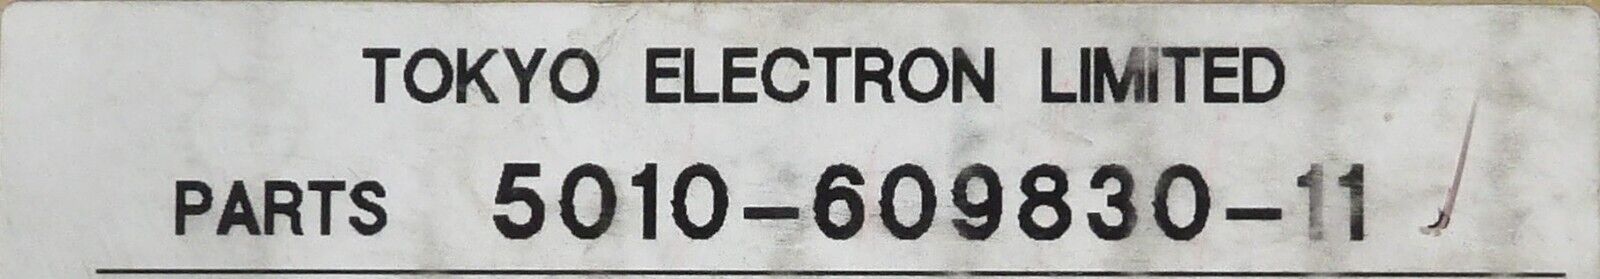 TOKYO ELECTRON LIMITED
PARTS 5010-609830-11